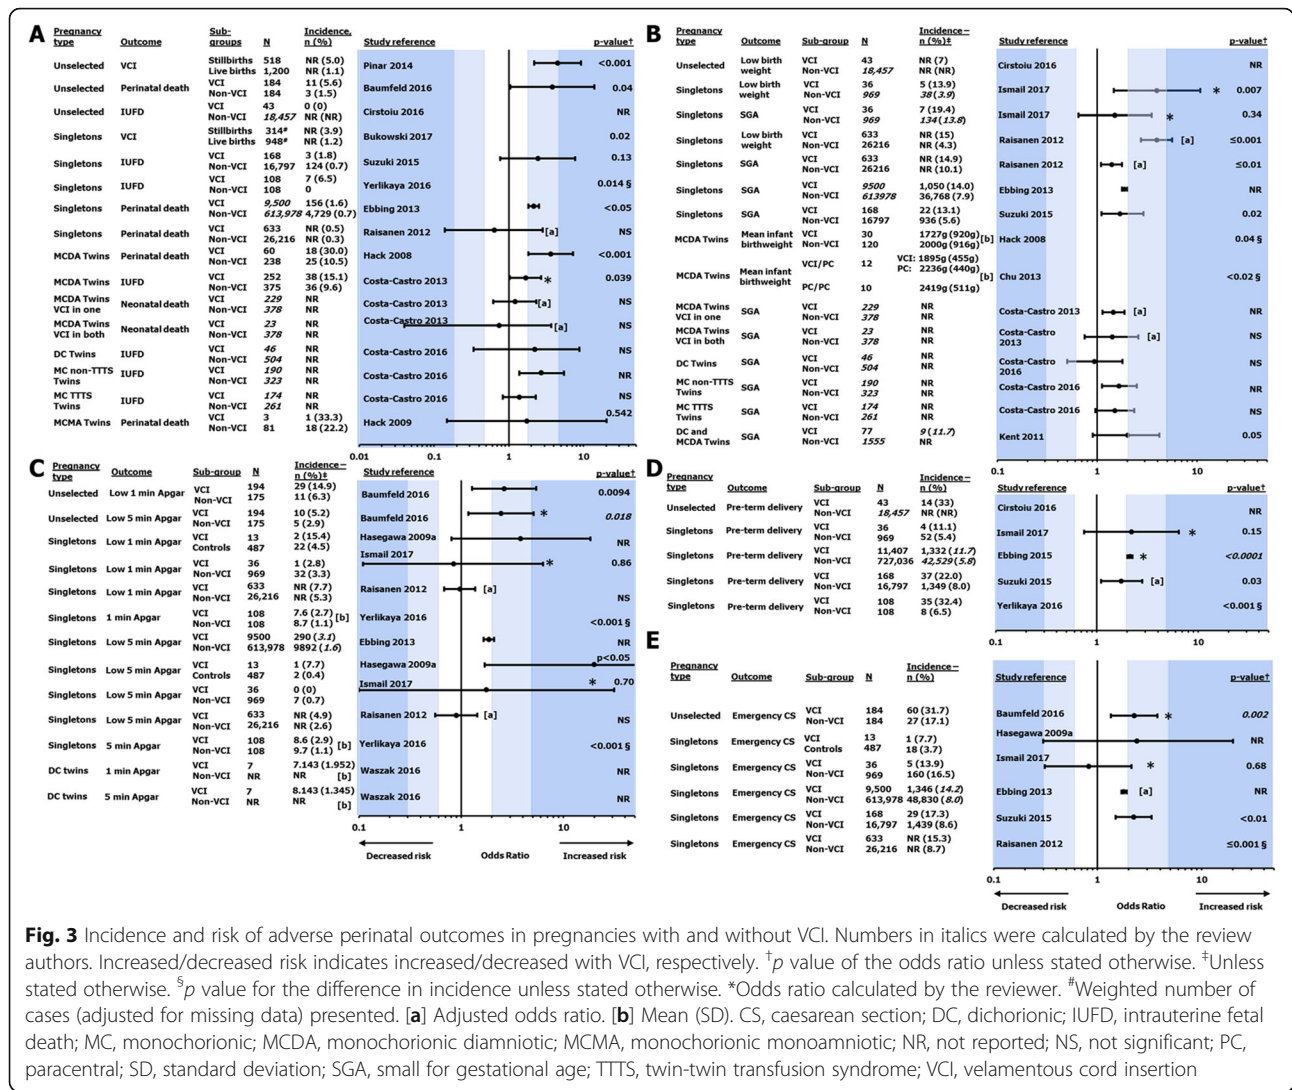 A
Pregnancy type Outcome Sub-groups N Incidence, n (%) Study reference p-value†
Unselected VCI Stillbirths 518 NR (5.0) Pinar 2014 <0.001
Live births 1,200 NR (1.1)
Unselected Perinatal death VCI 184 11 (5.6) Baumfeld 2016 0.04
Non-VCI 184 3 (1.5)
Unselected IUFD VCI 43 0 (0) Cirstoiu 2016 NR
Non-VCI 18,457 NR (NR)
Singletons VCI Stillbirths 314# NR (3.9) Bukowski 2017 0.02
Live births 948# NR (1.2)
Singletons IUFD VCI 168 3 (1.8) Suzuki 2015 0.13
Non-VCI 16,797 124 (0.7)
Singletons IUFD VCI 108 7 (6.5) Yerlikaya 2016 0.014 §
Non-VCI 108 0
Singletons Perinatal death VCI 9,500 156 (1.6) Ebbing 2013 <0.05
Non-VCI 613,978 4,729 (0.7)
Singletons Perinatal death VCI 633 NR (0.5) Raisanen 2012 [a] NS
Non-VCI 26,216 NR (0.3)
MCDA Twins Perinatal death VCI 60 18 (30.0) Hack 2008 <0.001
Non-VCI 238 25 (10.5)
MCDA Twins IUFD VCI 252 38 (15.1) Costa-Castro 2013 * 0.039
Non-VCI 375 36 (9.6)
MCDA Twins VCI in one Neonatal death VCI 229 NR Costa-Castro 2013 [a] NS
Non-VCI 378 NR
MCDA Twins VCI in both Neonatal death VCI 23 NR Costa-Castro 2013 [a] NS
Non-VCI 378 NR
DC Twins IUFD VCI 46 NR Costa-Castro 2016 NS
Non-VCI 504 NR
MC non-TTTS Twins IUFD VCI 190 NR Costa-Castro 2016 NR
Non-VCI 323 NR
MC TTTS Twins IUFD VCI 174 NR Costa-Castro 2016 NS
Non-VCI 261 NR
MCMA Twins Perinatal death VCI 3 1 (33.3) Hack 2009 0.542
Non-VCI 81 18 (22.2)
0.01 0.1 1 10 100
B
Pregnancy type Outcome Sub-group N Incidence– n (%)‡ Study reference p-value†
Unselected Low birth weight VCI 43 NR (7) Cirstoiu 2016 NR
Non-VCI 18,457 NR (NR)
Singletons Low birth weight VCI 36 5 (13.9) Ismail 2017 * 0.007
Non-VCI 969 38 (3.9)
Singletons SGA VCI 36 7 (19.4) Ismail 2017 * 0.34
Non-VCI 969 134 (13.8)
Singletons Low birth weight VCI 633 NR (15) Raisanen 2012 [a] ≤0.001
Non-VCI 26216 NR (4.3)
Singletons SGA VCI 633 NR (14.9) Raisanen 2012 [a] ≤0.01
Non-VCI 26216 NR (10.1)
Singletons SGA VCI 9500 1,050 (14.0) Ebbing 2013 NR
Non-VCI 613978 36,768 (7.9)
Singletons SGA VCI 168 22 (13.1) Suzuki 2015 0.02
Non-VCI 16797 936 (5.6)
MCDA Twins Mean infant birthweight VCI 30 1727g (920g) [b] Hack 2008 0.04 §
Non-VCI 120 2000g (916g)
MCDA Twins Mean infant birthweight VCI/PC 12 VCI: 1895g (455g) PC: 2236g (440g) [b] Chu 2013 <0.02 §
PC/PC 10 2419g (511g)
MCDA Twins VCI in one SGA VCI 229 NR Costa-Castro 2013 [a] NR
Non-VCI 378 NR
MCDA Twins VCI in both SGA VCI 23 NR Costa-Castro 2013 [a] NS
Non-VCI 378 NR
DC Twins SGA VCI 46 NR Costa-Castro 2016 NS
Non-VCI 504 NR
MC non-TTTS Twins SGA VCI 190 NR Costa-Castro 2016 NR
Non-VCI 323 NR
MC TTTS Twins SGA VCI 174 NR Costa-Castro 2016 NS
Non-VCI 261 NR
DC and MCDA Twins SGA VCI 77 9 (11.7) Kent 2011 0.05
Non-VCI 1555 NR
0.1 1 10
C
Pregnancy type Outcome Sub-group N Incidence– n (%)‡ Study reference p-value†
Unselected Low 1 min Apgar VCI 194 29 (14.9) Baumfeld 2016 0.0094
Non-VCI 175 11 (6.3)
Unselected Low 5 min Apgar VCI 194 10 (5.2) Baumfeld 2016 * 0.018
Non-VCI 175 5 (2.9)
Singletons Low 1 min Apgar VCI 13 2 (15.4) Hasegawa 2009a NR
Controls 487 22 (4.5)
Singletons Low 1 min Apgar VCI 36 1 (2.8) Ismail 2017 * 0.86
Non-VCI 969 32 (3.3)
Singletons Low 1 min Apgar VCI 633 NR (7.7) Raisanen 2012 [a] NS
Non-VCI 26,216 NR (5.3)
Singletons 1 min Apgar VCI 108 7.6 (2.7) [b] Yerlikaya 2016 <0.001 §
Non-VCI 108 8.7 (1.1)
Singletons Low 5 min Apgar VCI 9500 290 (3.1) Ebbing 2013 NR
Non-VCI 613,978 9892 (1.6)
Singletons Low 5 min Apgar VCI 13 1 (7.7) Hasegawa 2009a p<0.05
Controls 487 2 (0.4)
Singletons Low 5 min Apgar VCI 36 0 (0) Ismail 2017 * 0.70
Non-VCI 969 7 (0.7)
Singletons Low 5 min Apgar VCI 633 NR (4.9) Raisanen 2012 [a] NS
Non-VCI 26,216 NR (2.6)
Singletons 5 min Apgar VCI 108 8.6 (2.9) Yerlikaya 2016 <0.001 §
Non-VCI 108 9.7 (1.1) [b]
DC twins 1 min Apgar VCI 7 7.143 (1.952) Waszak 2016 NR
Non-VCI NR NR [b]
DC twins 5 min Apgar VCI 7 8.143 (1.345) Waszak 2016 NR
Non-VCI NR NR [b]
0.1 1 10
Decreased risk Odds Ratio Increased risk
D
Pregnancy type Outcome Sub-group N Incidence– n (%) Study reference p-value†
Unselected Pre-term delivery VCI 43 14 (33) Cirstoiu 2016 NR
Non-VCI 18,457 NR (NR)
Singletons Pre-term delivery VCI 36 4 (11.1) Ismail 2017 * 0.15
Non-VCI 969 52 (5.4)
Singletons Pre-term delivery VCI 11,407 1,332 (11.7) Ebbing 2015 * <0.0001
Non-VCI 727,036 42,529 (5.8)
Singletons Pre-term delivery VCI 168 37 (22.0) Suzuki 2015 [a] 0.03
Non-VCI 16,797 1,349 (8.0)
Singletons Pre-term delivery VCI 108 35 (32.4) Yerlikaya 2016 <0.001 §
Non-VCI 108 8 (6.5)
0.1 1 10
E
Pregnancy type Outcome Sub-group N Incidence– n (%) Study reference p-value†
Unselected Emergency CS VCI 184 60 (31.7) Baumfeld 2016 * 0.002
Non-VCI 184 27 (17.1)
Singletons Emergency CS VCI 13 1 (7.7) Hasegawa 2009a NR
Controls 487 18 (3.7)
Singletons Emergency CS VCI 36 5 (13.9) Ismail 2017 * 0.68
Non-VCI 969 160 (16.5)
Singletons Emergency CS VCI 9,500 1,346 (14.2) Ebbing 2013 [a] NR
Non-VCI 613,978 48,830 (8.0)
Singletons Emergency CS VCI 168 29 (17.3) Suzuki 2015 <0.01
Non-VCI 16,797 1,439 (8.6)
Singletons Emergency CS VCI 633 NR (15.3) Raisanen 2012 ≤0.001 §
Non-VCI 26,216 NR (8.7)
0.1 1 10
Decreased risk Odds Ratio Increased risk
Fig. 3 Incidence and risk of adverse perinatal outcomes in pregnancies with and without VCI. Numbers in italics were calculated by the review
authors. Increased/decreased risk indicates increased/decreased with VCI, respectively. †p value of the odds ratio unless stated otherwise. ‡Unless
stated otherwise. §p value for the difference in incidence unless stated otherwise. *Odds ratio calculated by the reviewer. #Weighted number of
cases (adjusted for missing data) presented. [a] Adjusted odds ratio. [b] Mean (SD). CS, caesarean section; DC, dichorionic; IUFD, intrauterine fetal
death; MC, monochorionic; MCDA, monochorionic diamniotic; MCMA, monochorionic monoamniotic; NR, not reported; NS, not significant; PC,
paracentral; SD, standard deviation; SGA, small for gestational age; TTTS, twin-twin transfusion syndrome; VCI, velamentous cord insertion